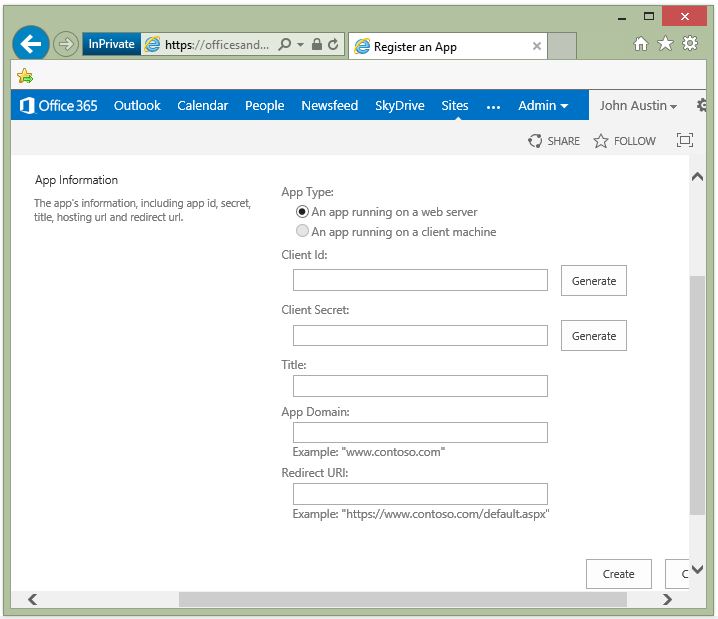 InPrivate https://officesand... Register an App
Office 365 Outlook Calendar People Newsfeed SkyDrive Sites ... Admin John Austin
SHARE FOLLOW
App Information
The app's information, including app id, secret,
title, hosting url and redirect url.
App Type:
An app running on a web server
An app running on a client machine
Client Id:
Generate
Client Secret:
Generate
Title:
App Domain:
Example: "www.contoso.com"
Redirect URI:
Example: "https://www.contoso.com/default.aspx"
Create C